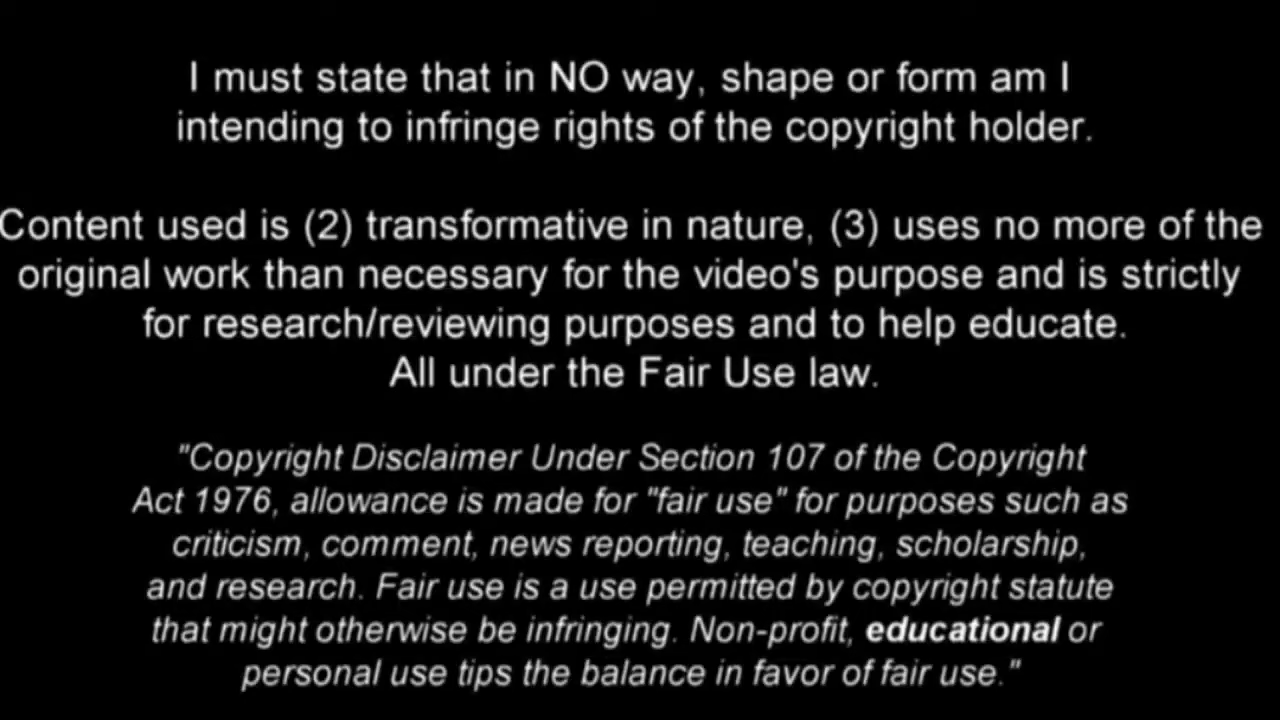 I must state that in NO way, shape or form am I
intending to infringe rights of the copyright holder.
Content used is (2) transformative in nature, (3) uses no more of the
original work than necessary for the video's purpose and is strictly
for research/reviewing purposes and to help educate.
All under the Fair Use law.
"Copyright Disclaimer Under Section 107 of the Copyright
Act 1976, allowance is made for "fair use" for purposes such as
criticism, comment, news reporting, teaching, scholarship,
and research. Fair use is a use permitted by copyright statute
that might otherwise be infringing. Non-profit, educational or
personal use tips the balance in favor of fair use."